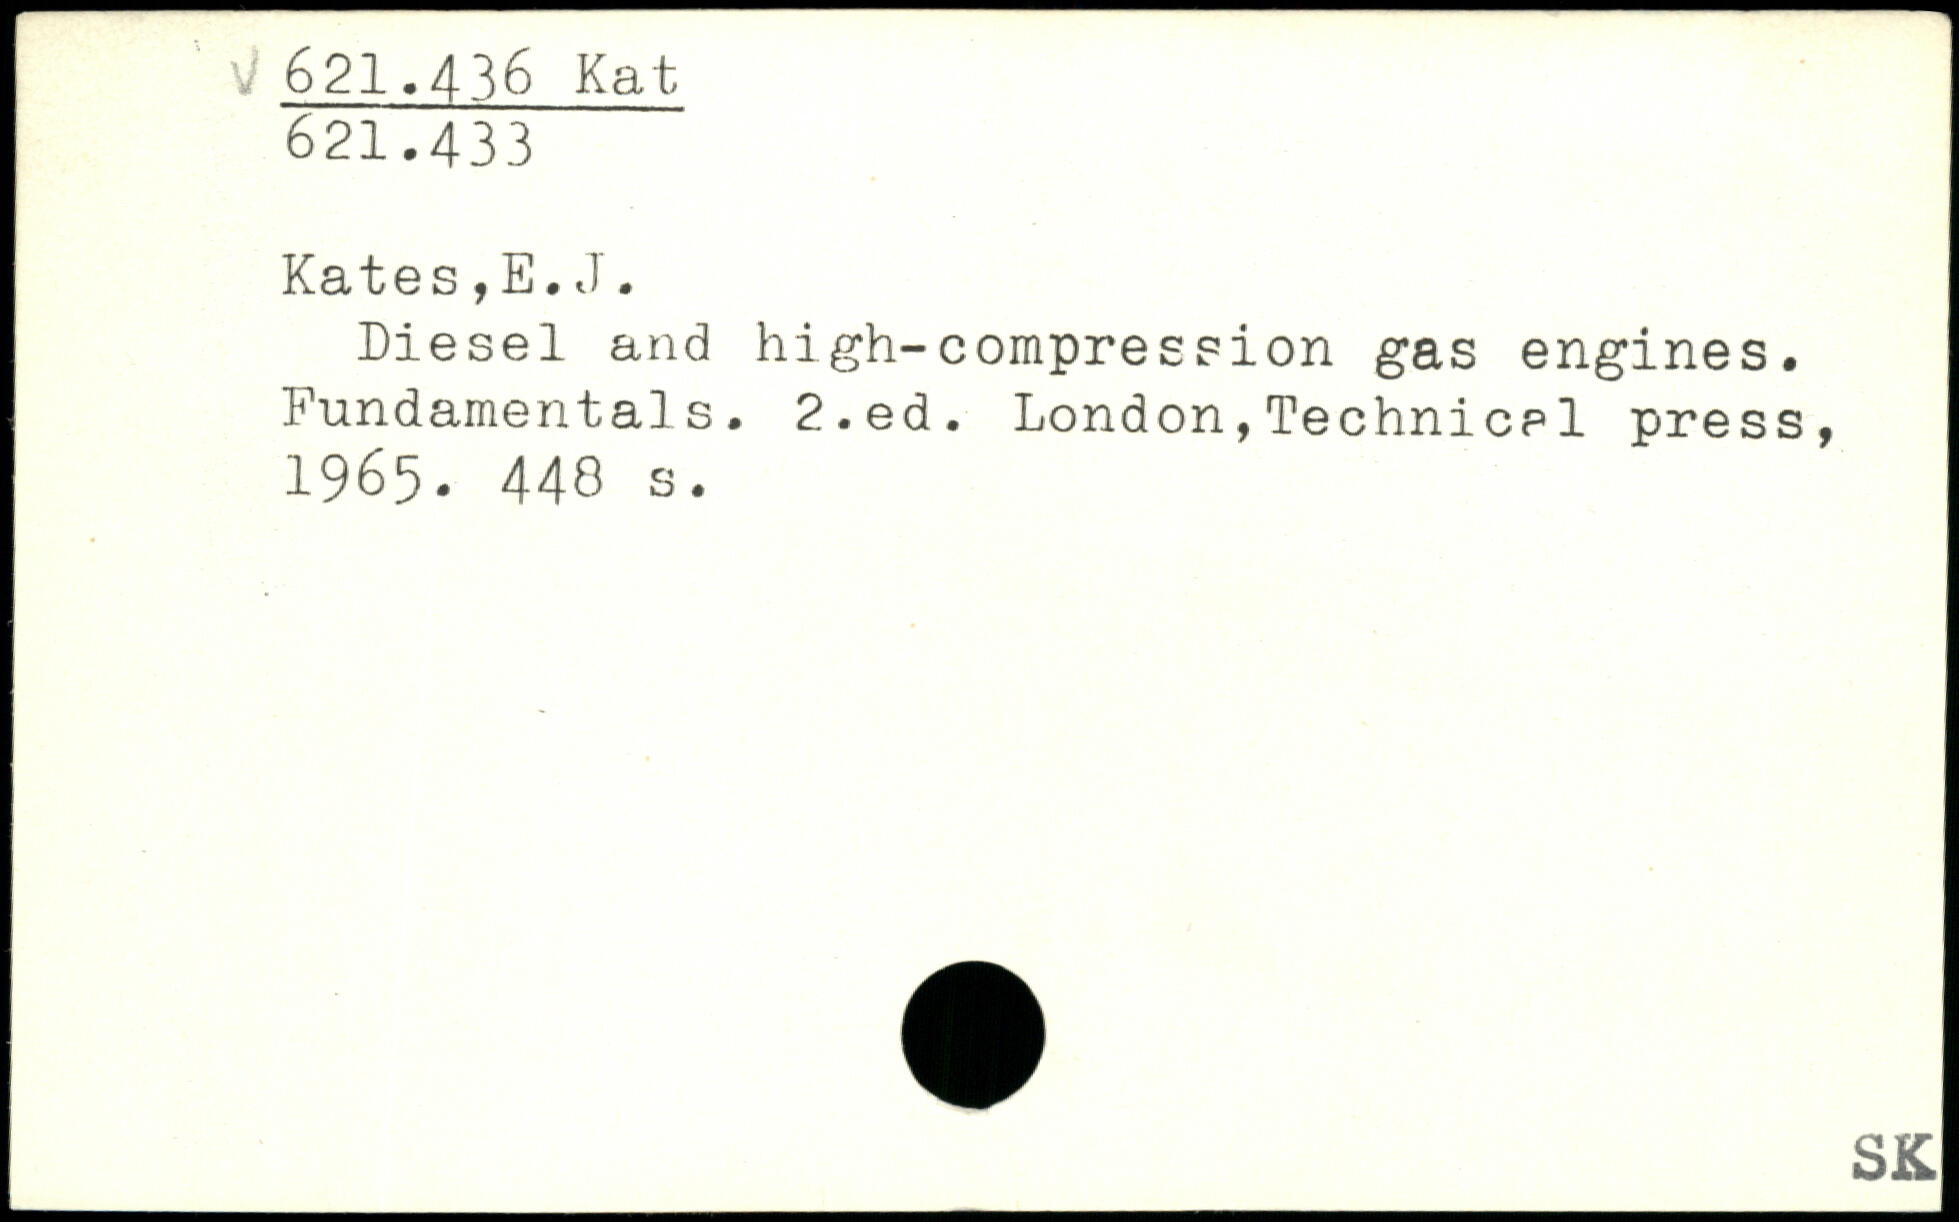 √ 621.436 Kat
621.433
Kates,E.J.
Diesel and high-compression gas engines.
Fundamentals. 2.ed. London,Technical press,
1965. 448 s.
SK